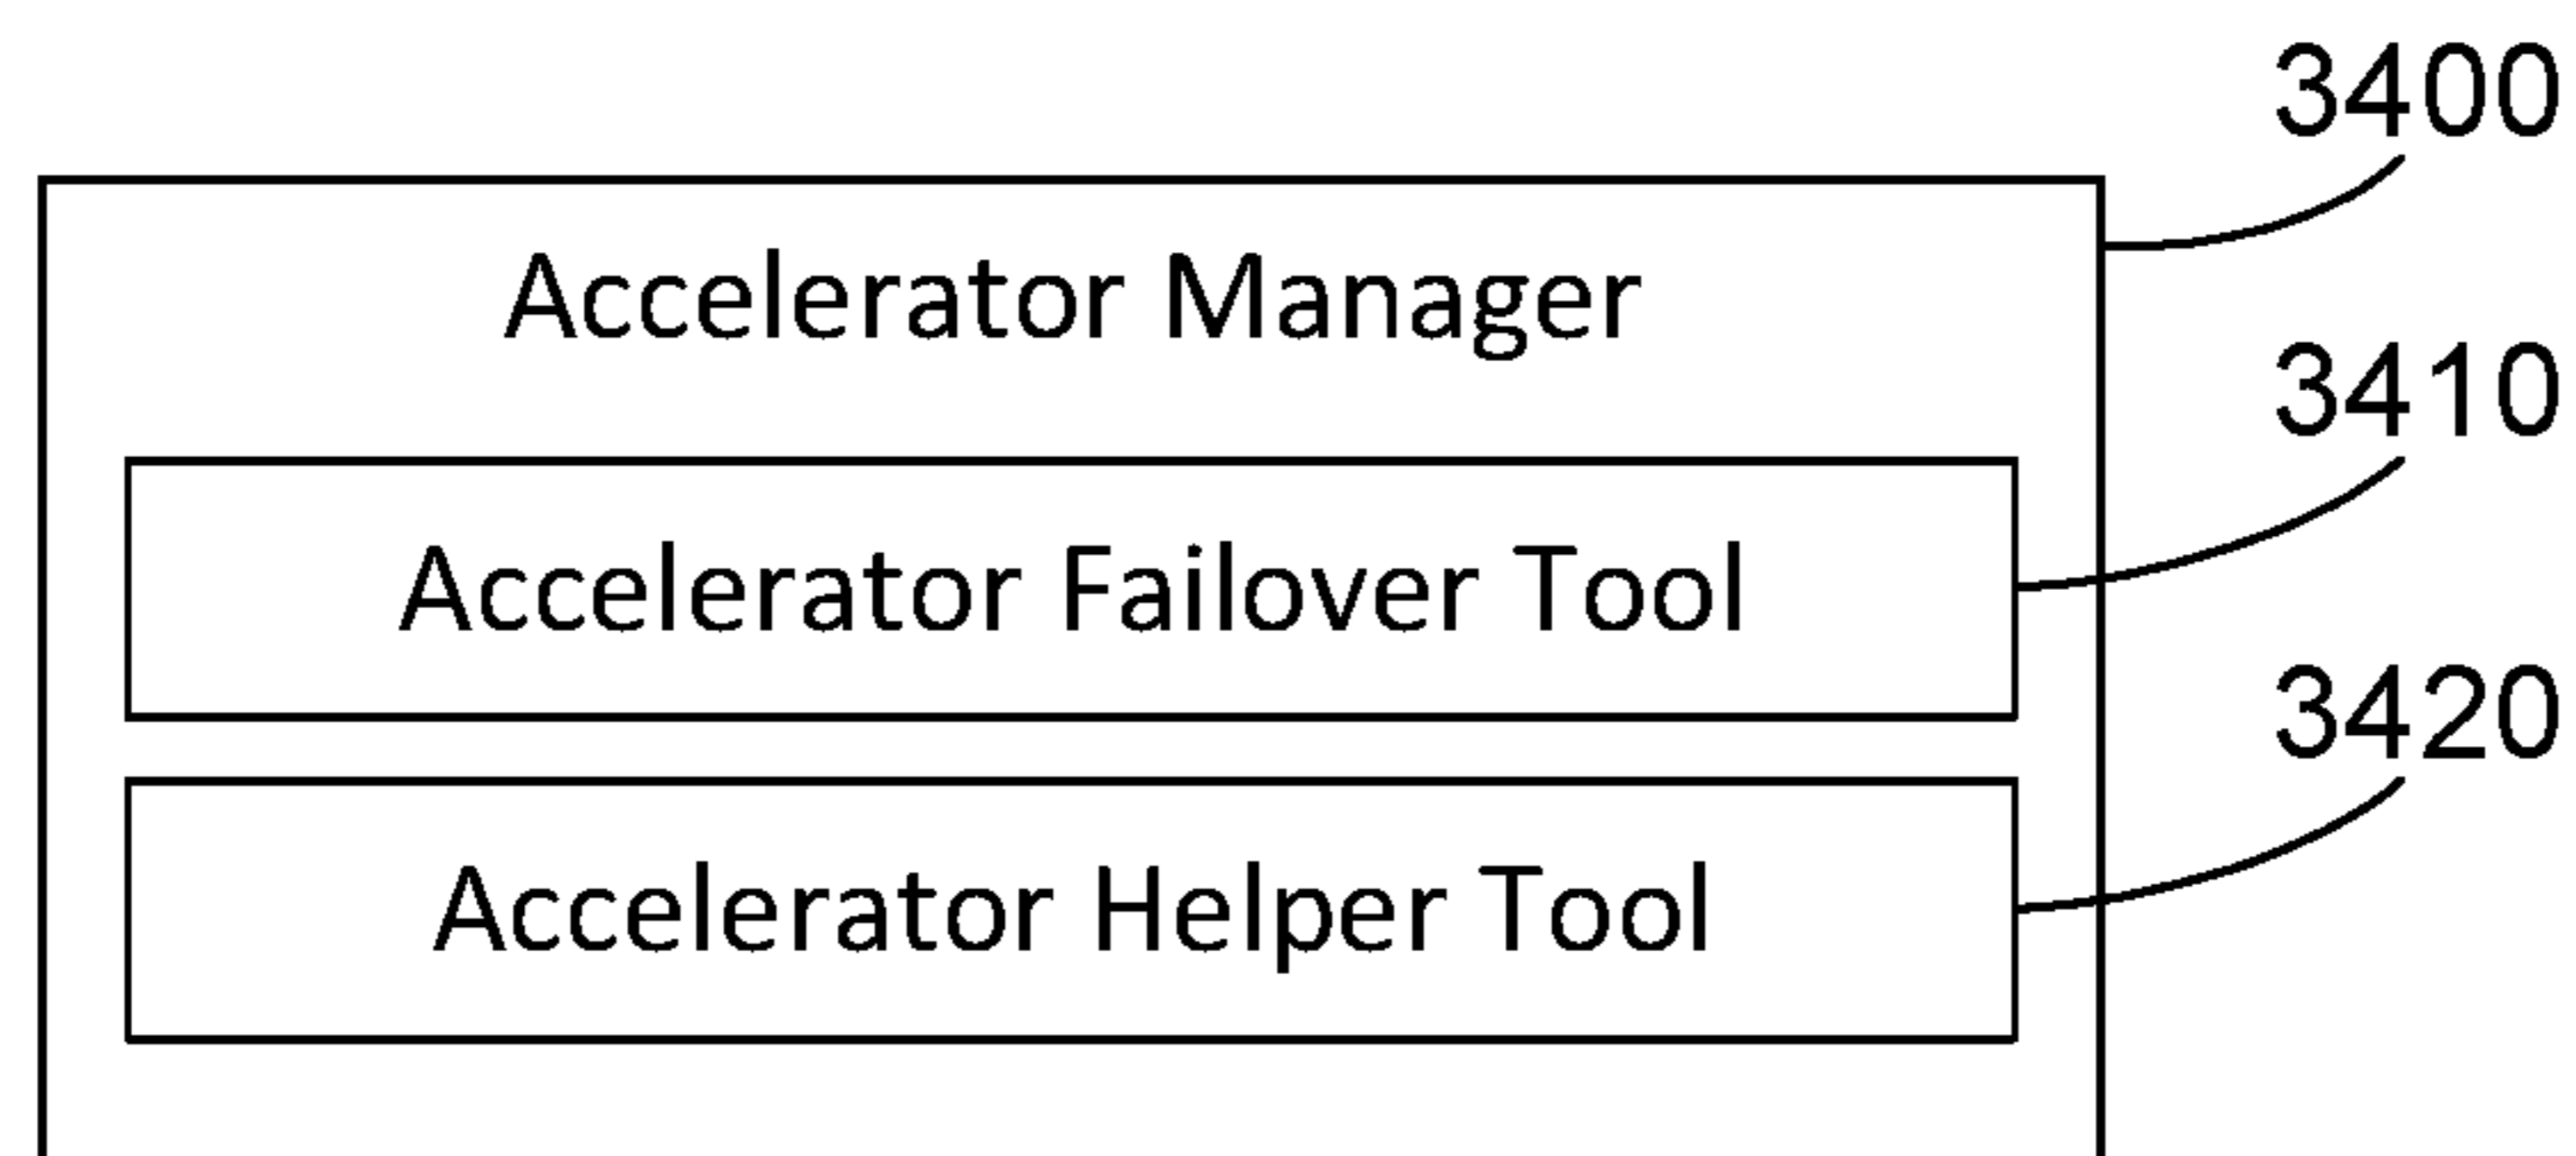 3400
Accelerator Manager
3410
Accelerator Failover Tool
3420
Accelerator Helper Tool